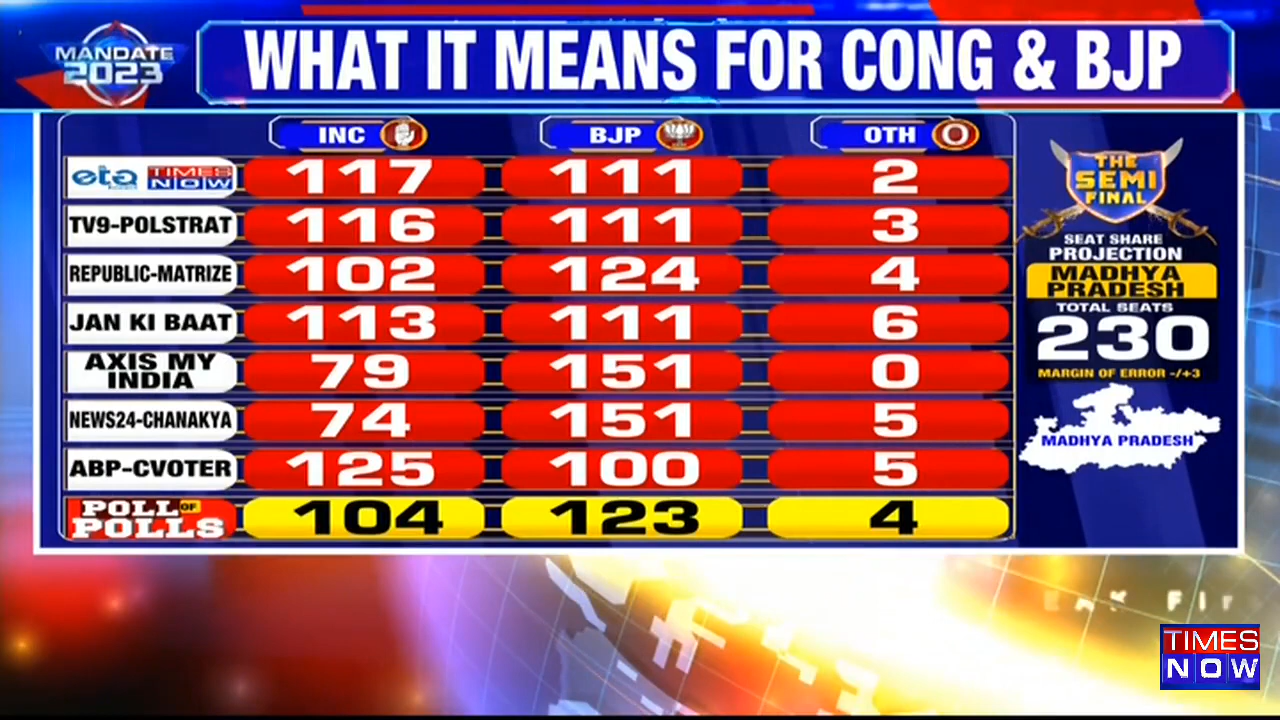 MANDATE
2023
WHAT IT MEANS FOR CONG & BJP
INC BJP OTH
etg TIMES NOW 117 111 2
TV9-POLSTRAT 116 111 3
REPUBLIC-MATRIZE 102 124 4
JAN KI BAAT 113 111 6
AXIS MY INDIA 79 151 0
NEWS24-CHANAKYA 74 151 5
ABP-CVOTER 125 100 5
POLL OF POLLS 104 123 4
THE
SEMI
FINAL
SEAT SHARE
PROJECTION
MADHYA
PRADESH
TOTAL SEATS
230
MARGIN OF ERROR -/+3
MADHYA PRADESH
TIMES
NOW